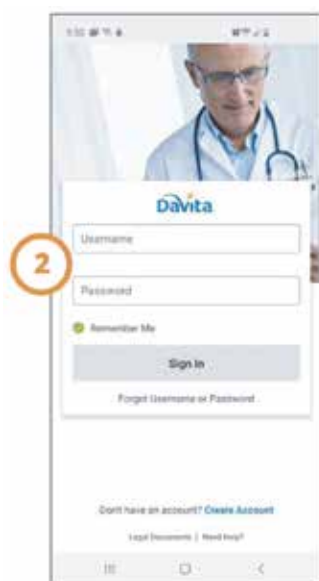 Davita
Username
2
Password
Remember Me
Sign In
Forgot Username or Password
Don't have an account? Create Account
Legal Documents | Need Help?